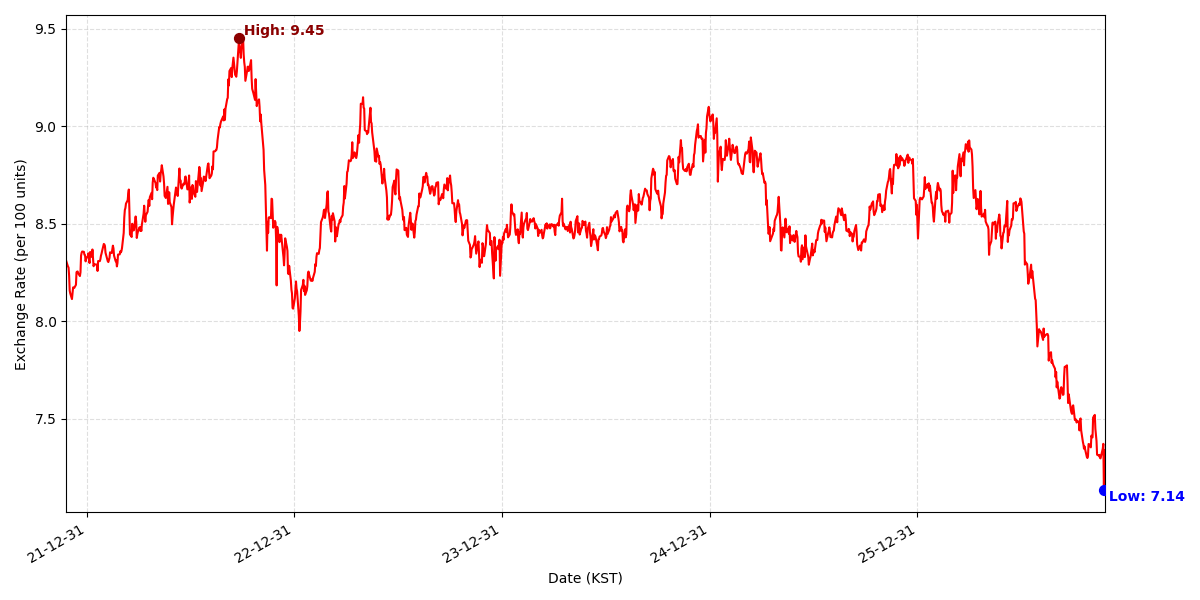 High: 9.45
9.5
9.0
8.5
8.0
7.5
Exchange Rate (per 100 units)
Low: 7.14
21-12-31
22-12-31
23-12-31
24-12-31
25-12-31
Date (KST)